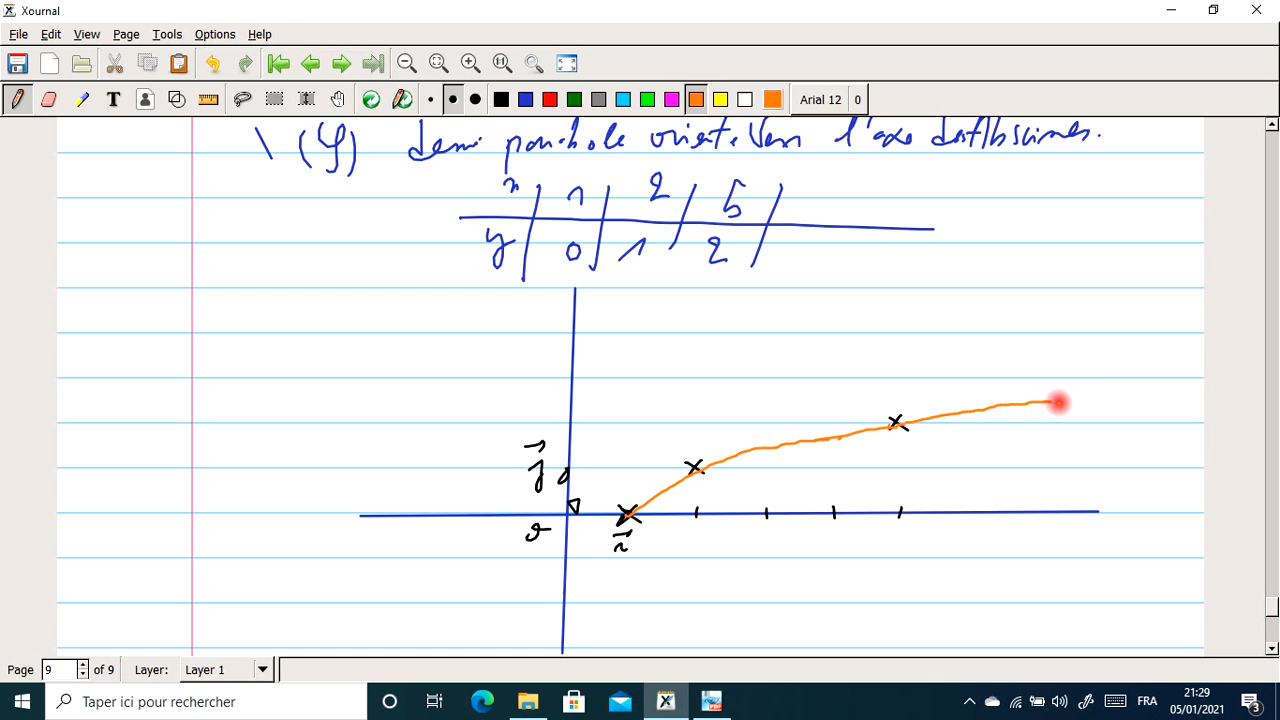 Xournal
File Edit View Page Tools Options Help
T Arial 12 0
\ (φ) demi parabole orientée vers l'axe des Abscisses.
x 1 2 5
y 0 1 2
j
o
i
Page 9 of 9 Layer: Layer 1
Taper ici pour rechercher
FRA
21:29
05/01/2021
3